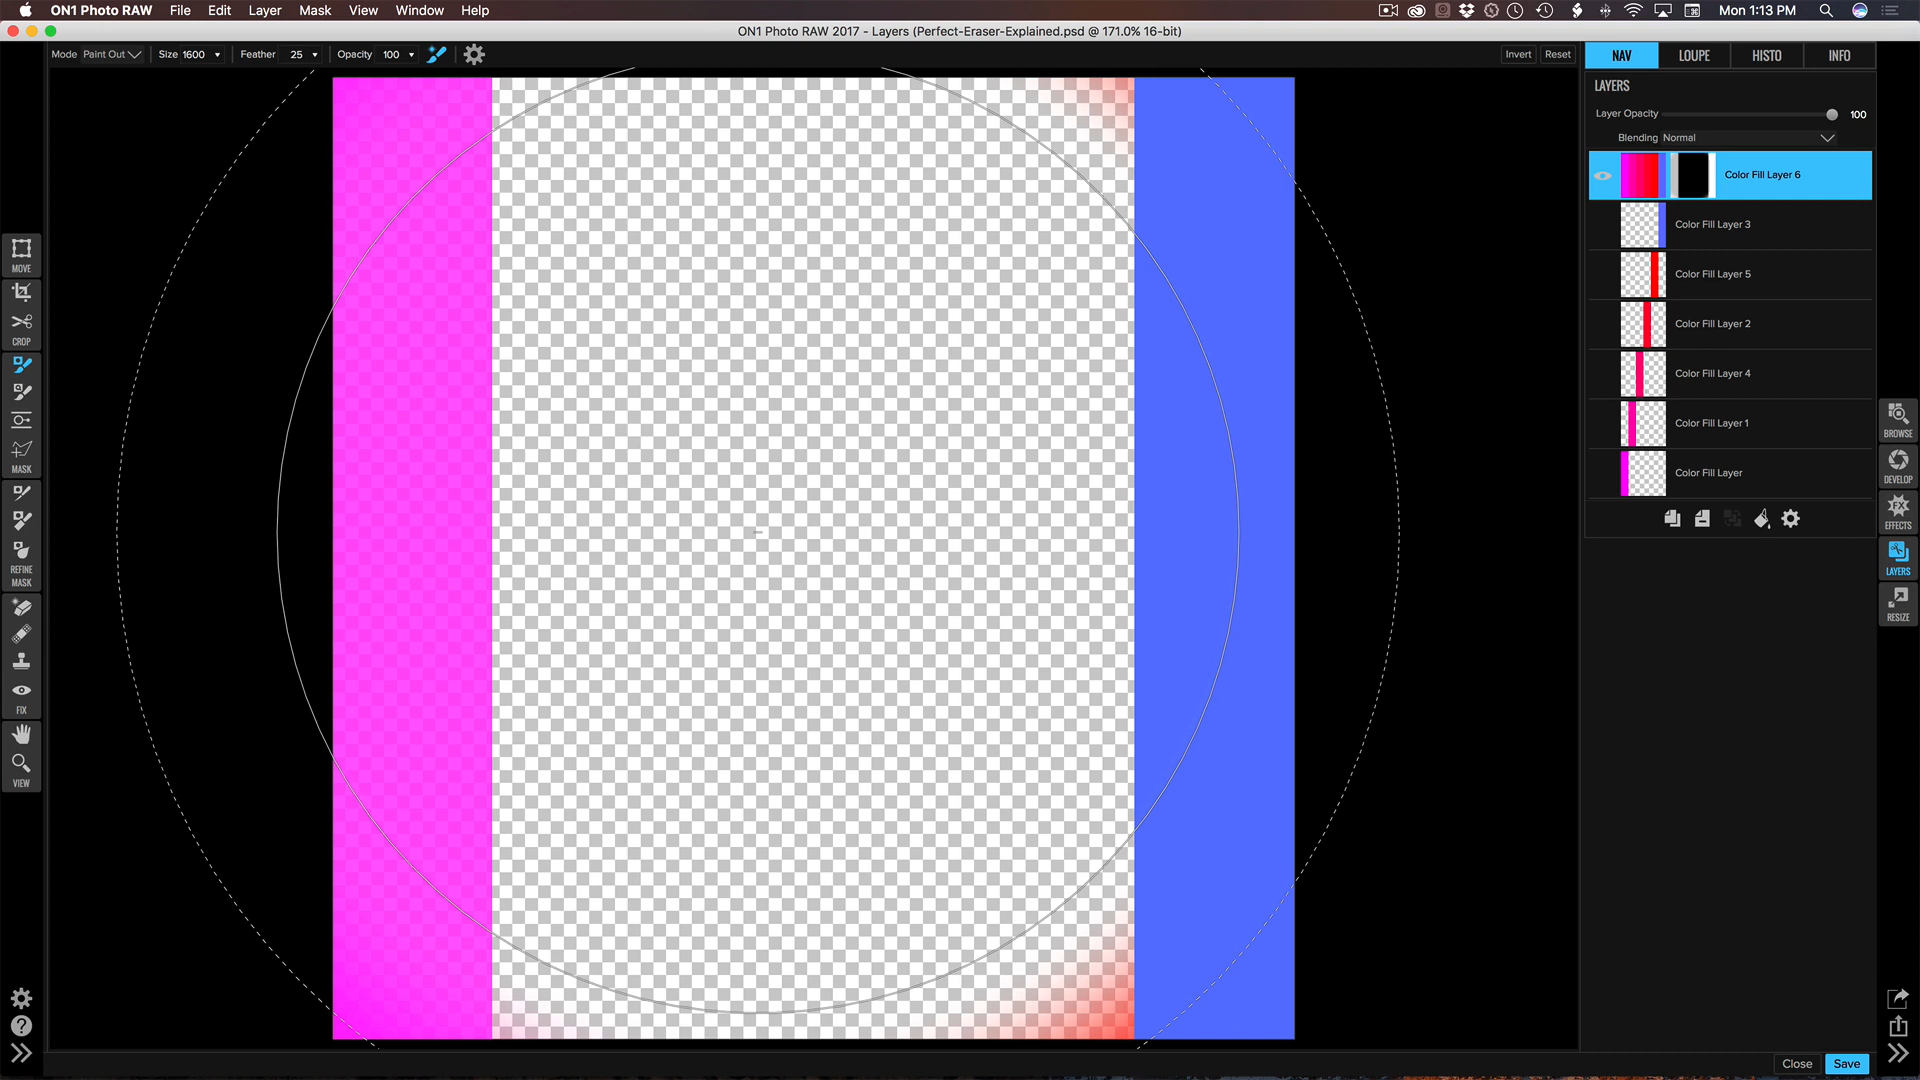 ON1 Photo RAW File Edit Layer Mask View Window Help Mon 1:13 PM
ON1 Photo RAW 2017 - Layers (Perfect-Eraser-Explained.psd @ 171.0% 16-bit)
Mode Paint Out Size 1600 Feather 25 Opacity 100 Invert Reset
NAV LOUPE HISTO INFO
LAYERS
Layer Opacity 100
Blending Normal
Color Fill Layer 6
Color Fill Layer 3
Color Fill Layer 5
Color Fill Layer 2
Color Fill Layer 4
Color Fill Layer 1
Color Fill Layer
MOVE
CROP
MASK
REFINE
MASK
FIX
VIEW
BROWSE
DEVELOP
FX
EFFECTS
LAYERS
RESIZE
Close Save